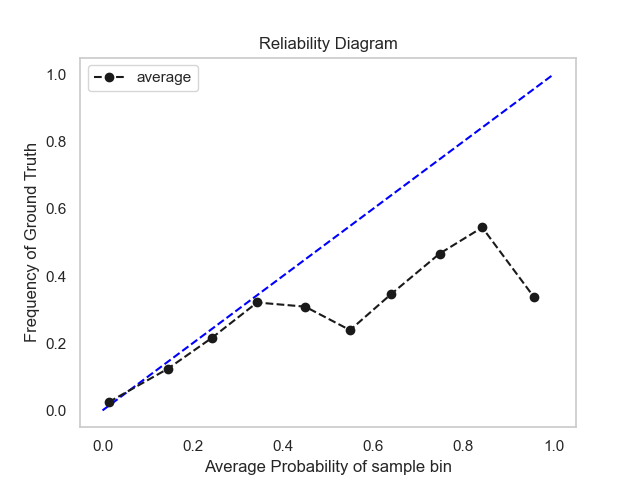 Reliability Diagram
average
1.0
0.8
0.6
0.4
0.2
0.0
Frequency of Ground Truth
0.0 0.2 0.4 0.6 0.8 1.0
Average Probability of sample bin